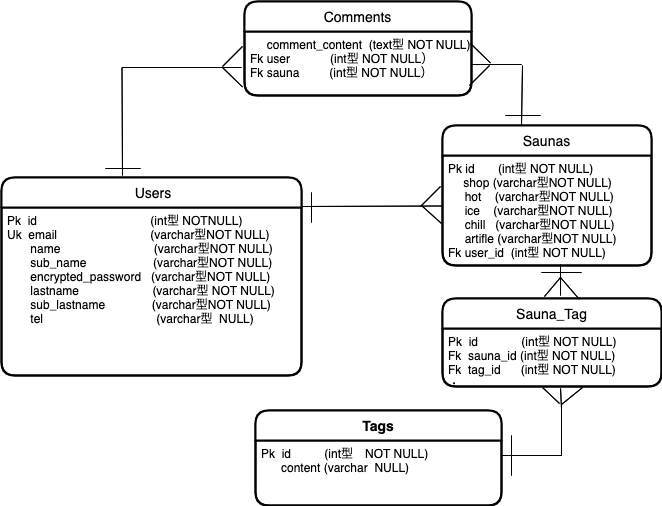 Comments
comment_content (text型 NOT NULL)
Fk user (int型 NOT NULL)
Fk sauna (int型 NOT NULL)
Saunas
Pk id (int型 NOT NULL)
shop (varchar型NOT NULL)
hot (varchar型NOT NULL)
ice (varchar型NOT NULL)
chill (varchar型NOT NULL)
artifle (varchar型NOT NULL)
Fk user_id (int型 NOT NULL)
Users
Pk id (int型 NOTNULL)
Uk email (varchar型NOT NULL)
name (varchar型NOT NULL)
sub_name (varchar型NOT NULL)
encrypted_password (varchar型NOT NULL)
lastname (varchar型 NOT NULL)
sub_lastname (varchar型NOT NULL)
tel (varchar型 NULL)
Sauna_Tag
Pk id (int型 NOT NULL)
Fk sauna_id (int型 NOT NULL)
Fk tag_id (int型 NOT NULL)
.
Tags
Pk id (int型 NOT NULL)
content (varchar NULL)